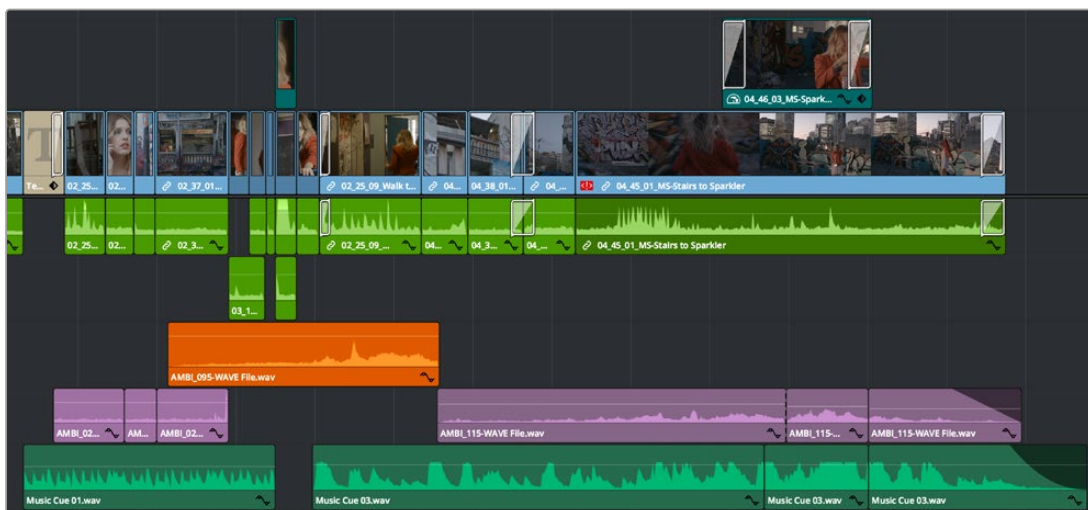 04_46_03_MS-Spark...
Te...
02_25...
02...
02_37_01...
02_25_09_Walk t...
04...
04_38_01...
04_...
04_45_01_MS-Stairs to Sparkler
02_25...
02...
02_3...
02_25_09_...
04...
04_3...
04_...
04_45_01_MS-Stairs to Sparkler
03_1...
AMBI_095-WAVE File.wav
AMBI_02...
AM...
AMBI_02...
AMBI_115-WAVE File.wav
AMBI_115-...
AMBI_115-WAVE File.wav
Music Cue 01.wav
Music Cue 03.wav
Music Cue 03.wav
Music Cue 03.wav